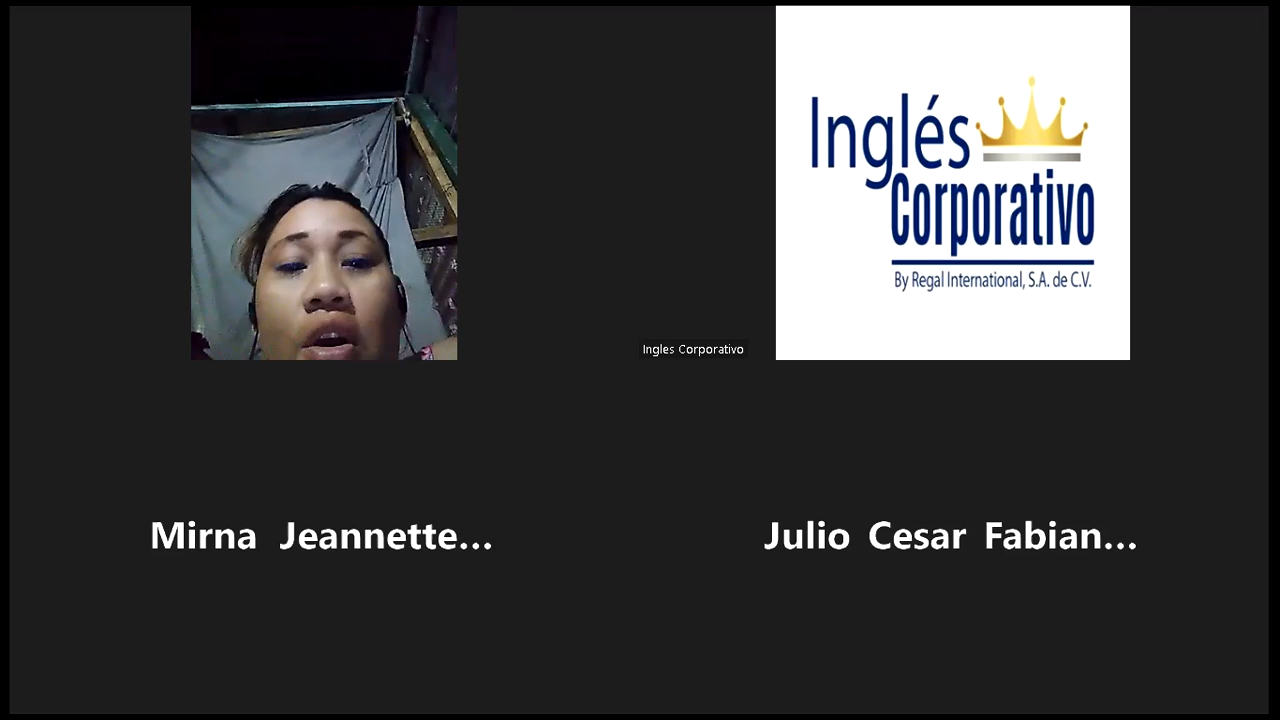 Inglés
Corporativo
By Regal International, S.A. de C.V.
Ingles Corporativo
Mirna Jeannette...
Julio Cesar Fabian...